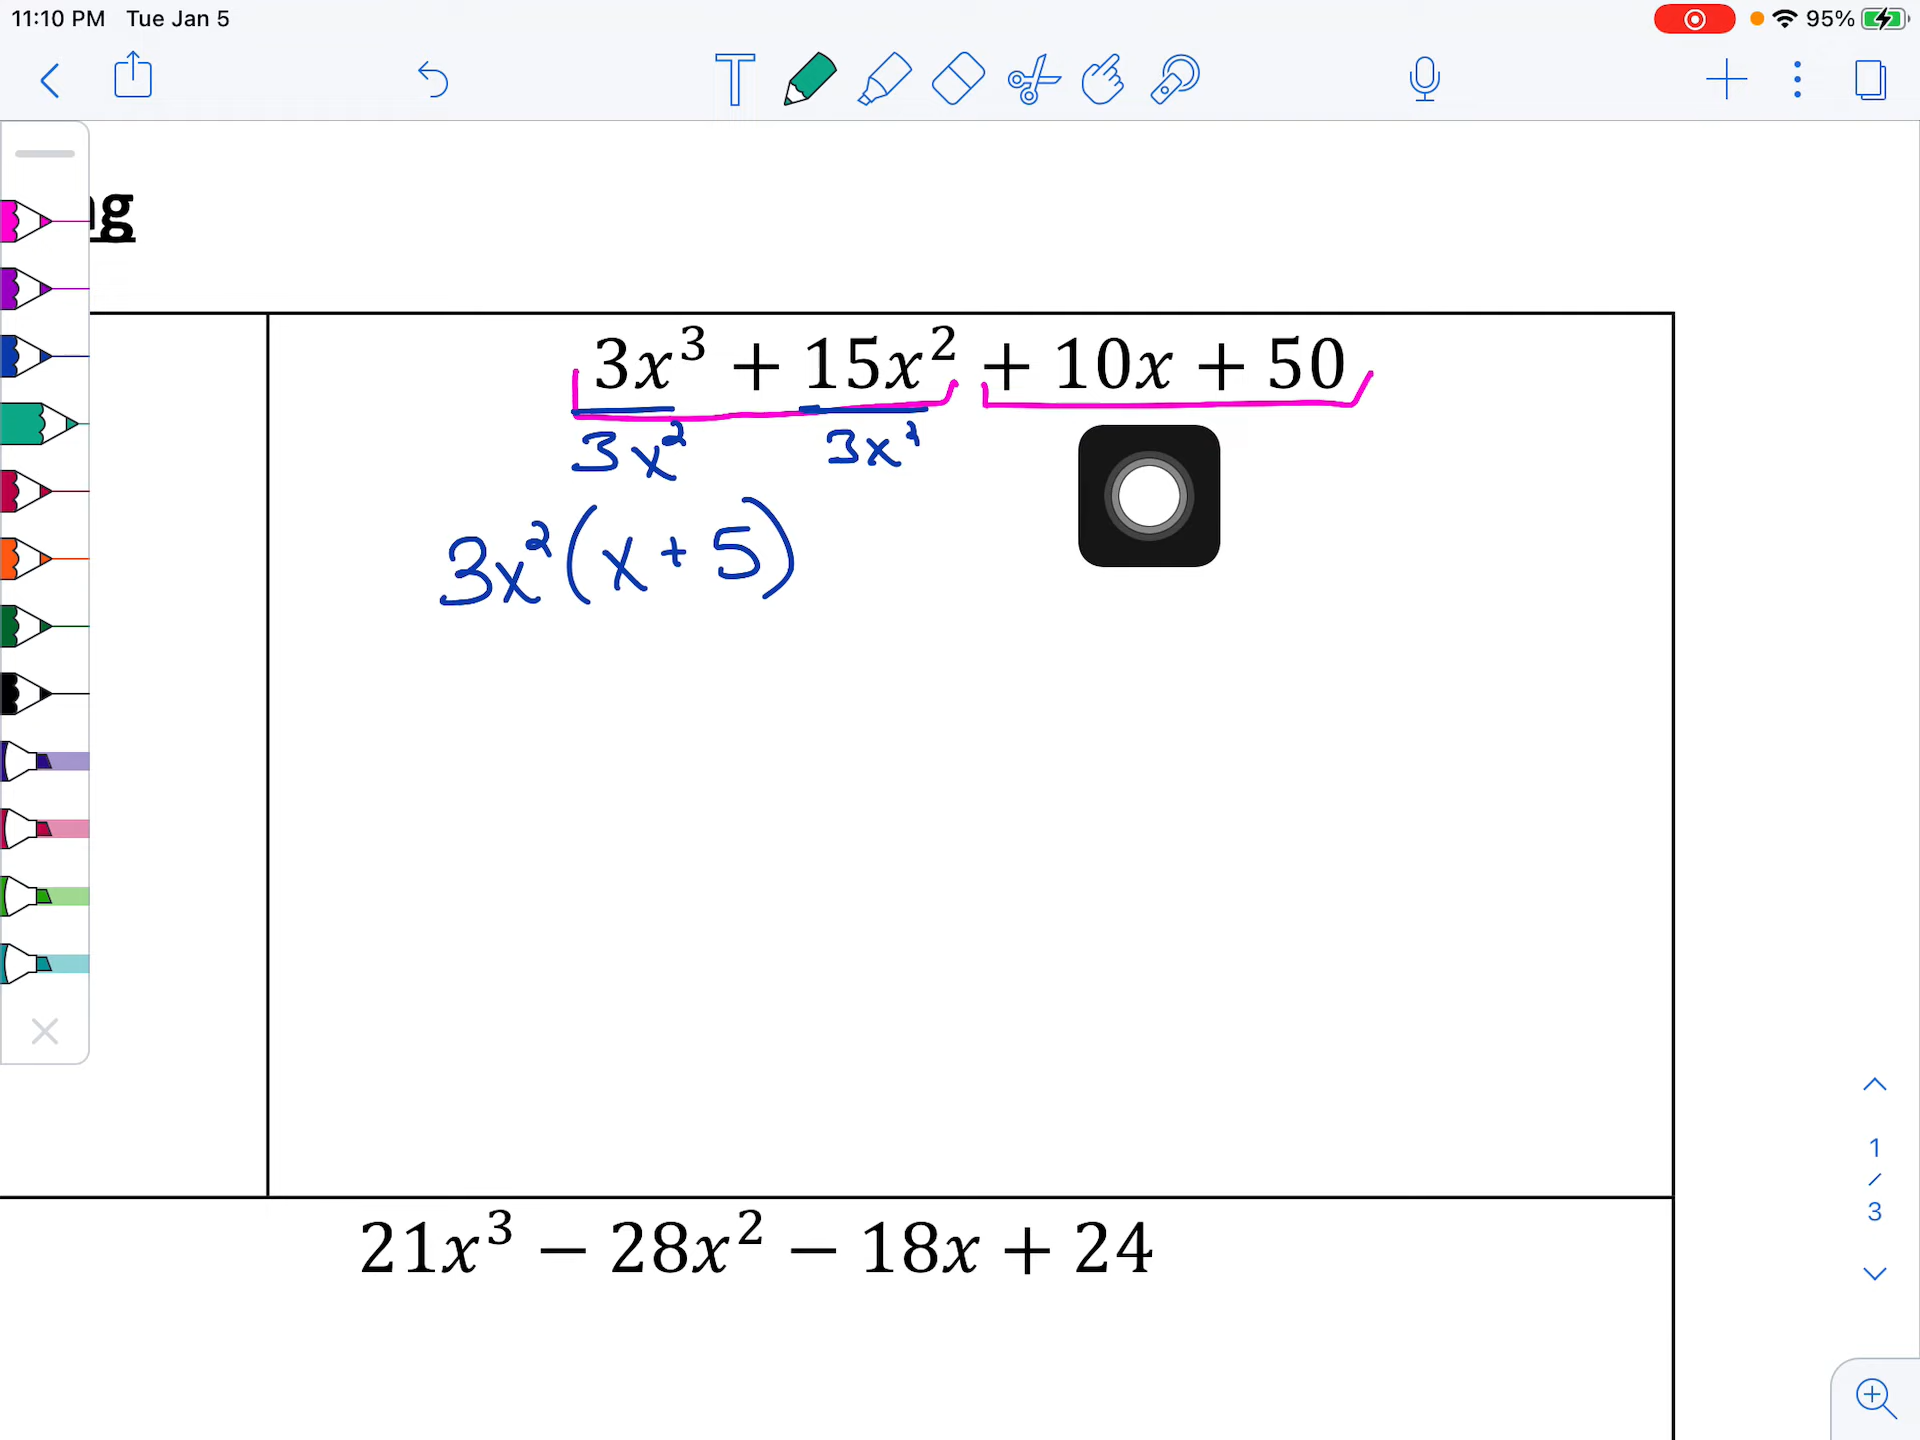 11:10 PM Tue Jan 5 95%
T
g
3x³ + 15x² + 10x + 50
3x² 3x²
3x²(x + 5)
21x³ − 28x² − 18x + 24
1
/
3